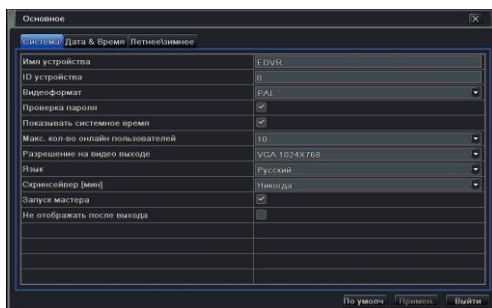 Основное
Система Дата & Время Летнее\зимнее
Имя устройства EDVR
ID устройства 0
Видеоформат PAL
Проверка пароля
Показывать системное время
Макс. кол-во онлайн пользователей 10
Разрешение на видео выходе VGA 1024X768
Язык Русский
Скринсейвер [мин] Никогда
Запуск мастера
Не отображать после выхода
По умолч Примен. Выйти